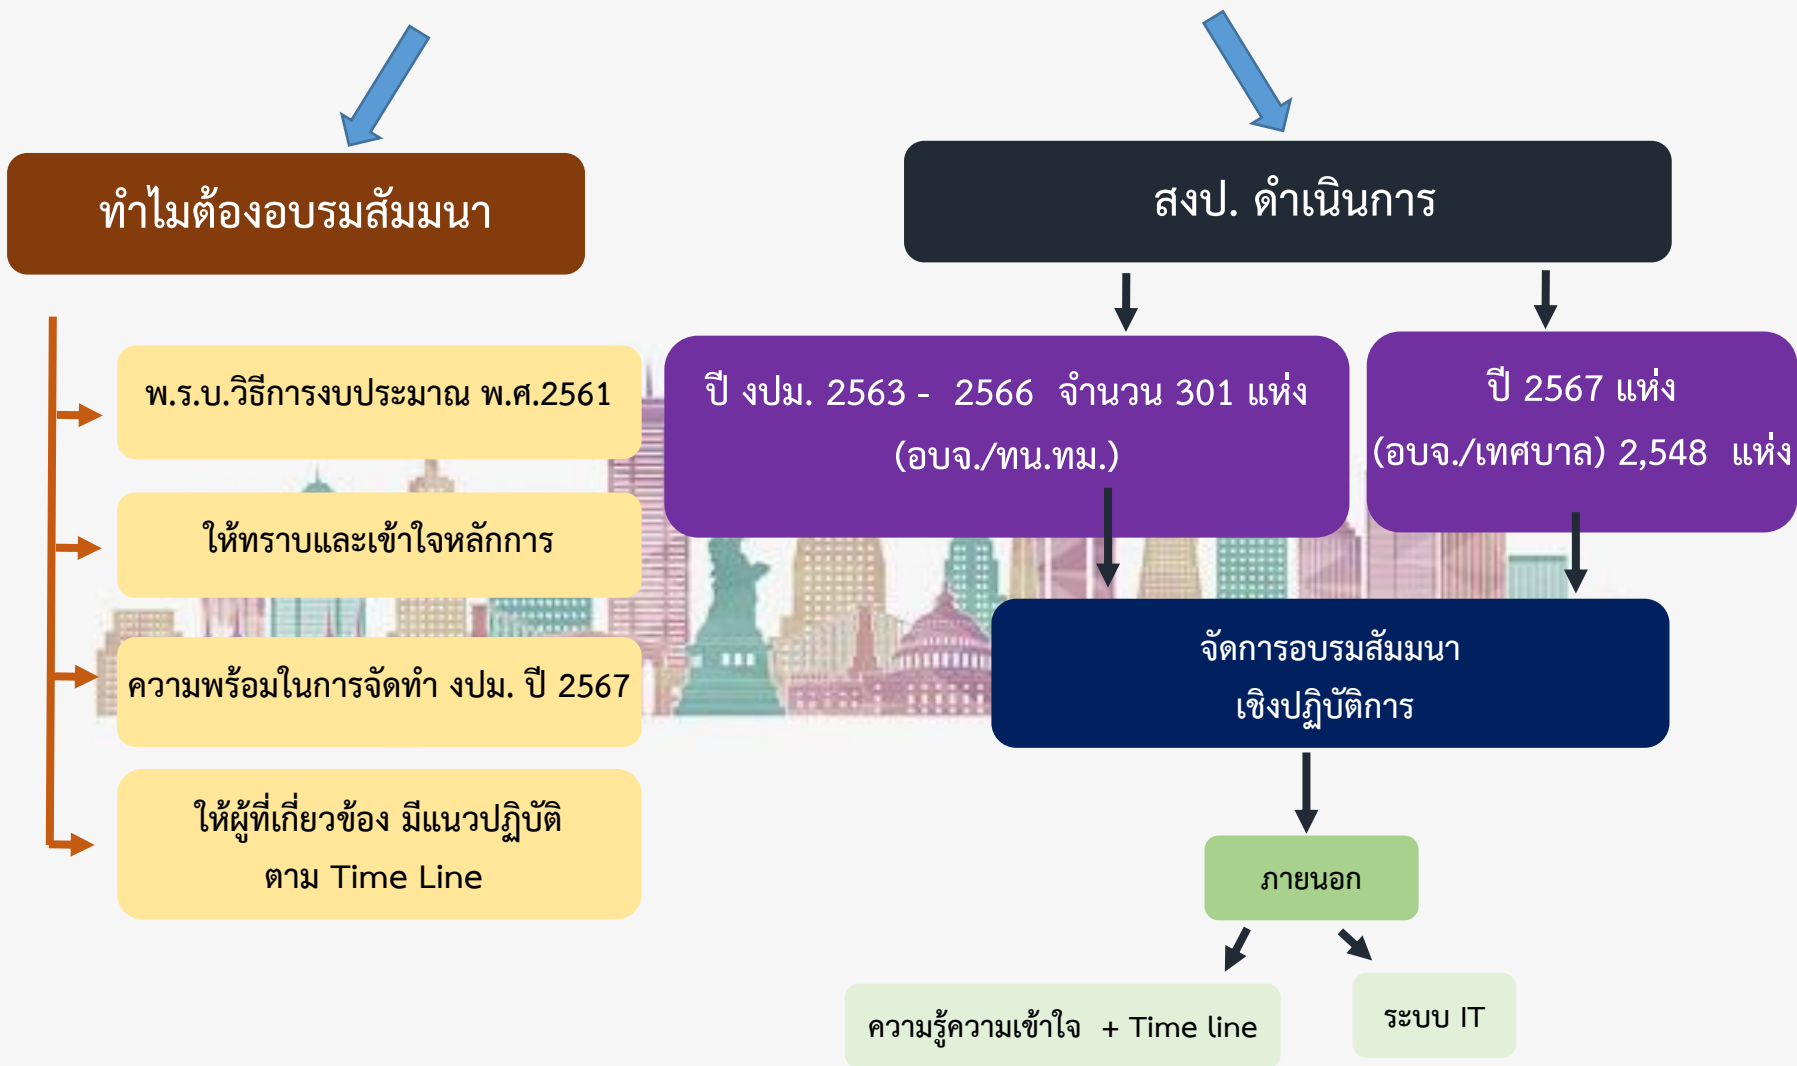 ทำไมต้องอบรมสัมมนา
พ.ร.บ.วิธีการงบประมาณ พ.ศ.2561
ให้ทราบและเข้าใจหลักการ
ความพร้อมในการจัดทำ งปม. ปี 2567
ให้ผู้ที่เกี่ยวข้อง มีแนวปฏิบัติ
ตาม Time Line
สงป. ดำเนินการ
ปี งปม. 2563 - 2566 จำนวน 301 แห่ง
(อบจ./ทน.ทม.)
ปี 2567 แห่ง
(อบจ./เทศบาล) 2,548 แห่ง
จัดการอบรมสัมมนา
เชิงปฏิบัติการ
ภายนอก
ความรู้ความเข้าใจ + Time line
ระบบ IT